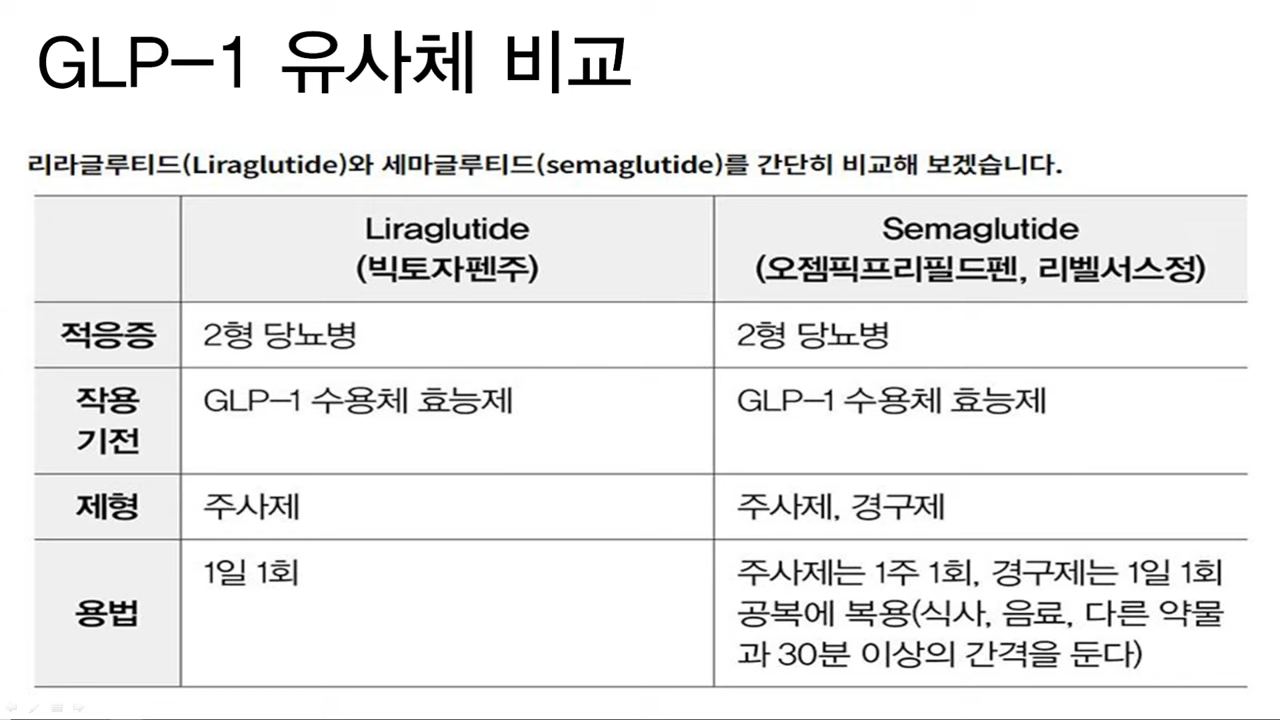 GLP-1 유사체 비교
리라글루티드(Liraglutide)와 세마글루티드(semaglutide)를 간단히 비교해 보겠습니다.
Liraglutide
(빅토자펜주)
Semaglutide
(오젬픽프리필드펜, 리벨서스정)
적응증
2형 당뇨병
2형 당뇨병
작용
기전
GLP-1 수용체 효능제
GLP-1 수용체 효능제
제형
주사제
주사제, 경구제
용법
1일 1회
주사제는 1주 1회, 경구제는 1일 1회
공복에 복용(식사, 음료, 다른 약물
과 30분 이상의 간격을 둔다)